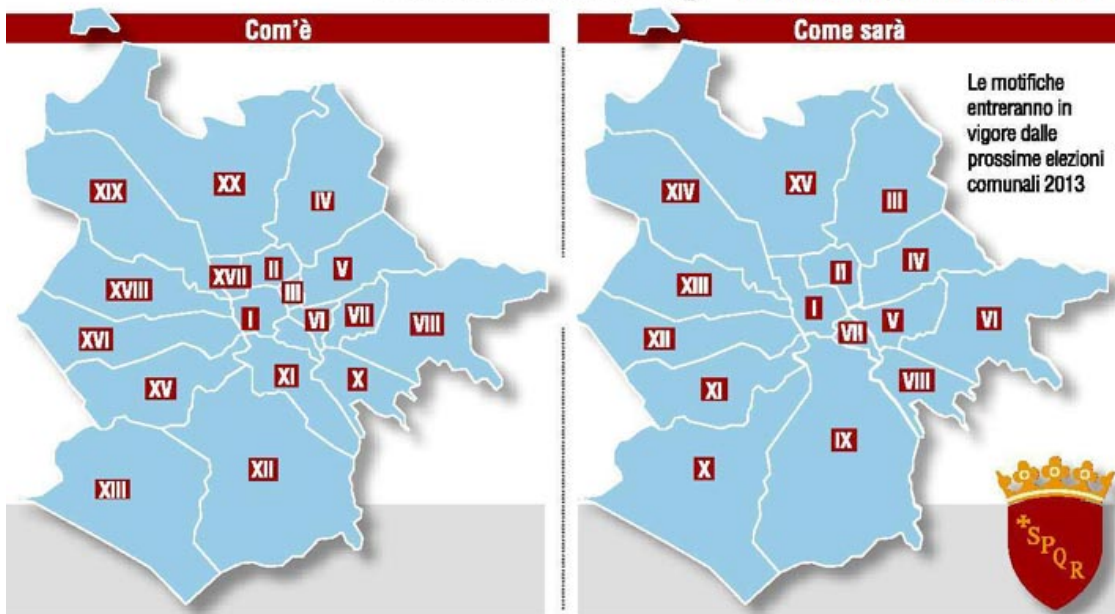 Com'è
XIX
XX
IV
XVII
II
V
III
XVIII
I
VI
VII
VIII
XVI
XV
XI
X
XII
XIII
Come sarà
Le motifiche
entreranno in
vigore dalle
prossime elezioni
comunali 2013
XIV
XV
III
IV
I1
XIII
I
V
VI
XII
VII
XI
VIII
IX
X
SPQR